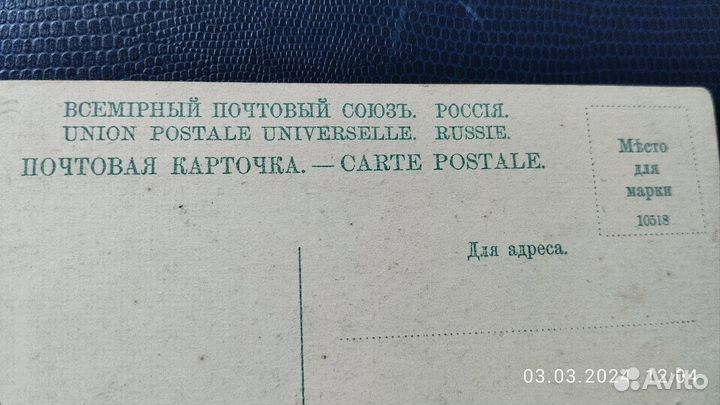 ВСЕМІРНЫЙ ПОЧТОВЫЙ СОЮЗЪ. РОССІЯ.
UNION POSTALE UNIVERSELLE. RUSSIE.
ПОЧТОВАЯ КАРТОЧКА. — CARTE POSTALE.
Мѣсто
для
марки
10518
Для адреса.
03.03.2024 12:04
Avito